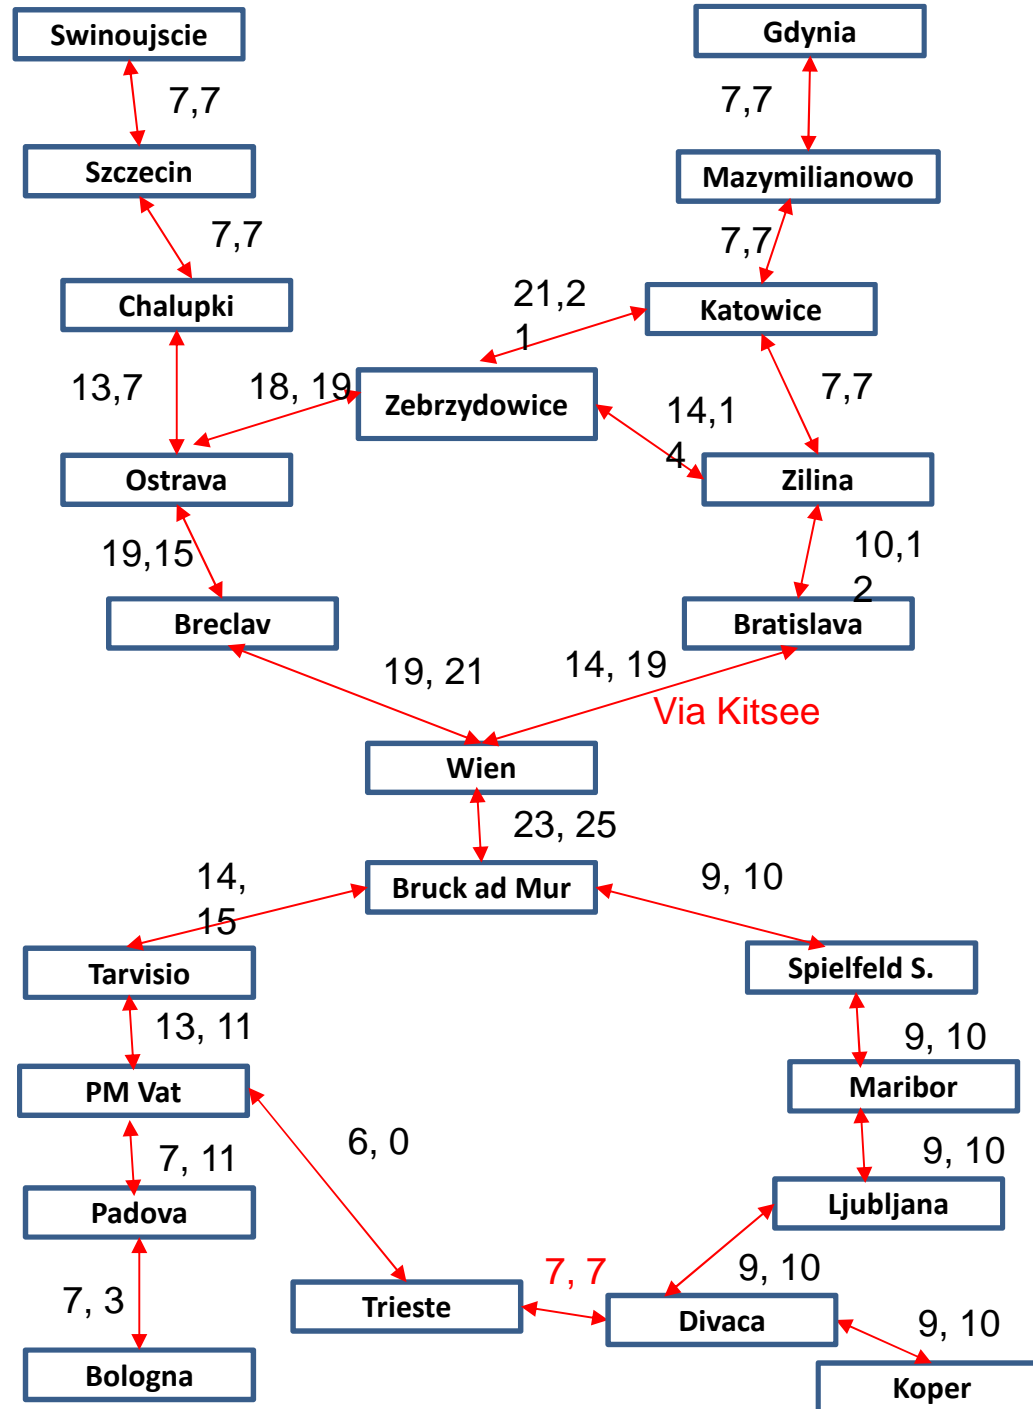 Swinoujscie
Gdynia
7,7
7,7
Szczecin
Mazymilianowo
7,7
7,7
Chalupki
21,2
1
Katowice
13,7
18, 19
Zebrzydowice
14,1
4
7,7
Ostrava
Zilina
19,15
10,1
2
Breclav
Bratislava
19, 21
14, 19
Via Kitsee
Wien
23, 25
14,
15
Bruck ad Mur
9, 10
Tarvisio
Spielfeld S.
13, 11
9, 10
PM Vat
Maribor
7, 11
6, 0
9, 10
Padova
Ljubljana
7, 3
7, 7
9, 10
Trieste
Divaca
9, 10
Bologna
Koper